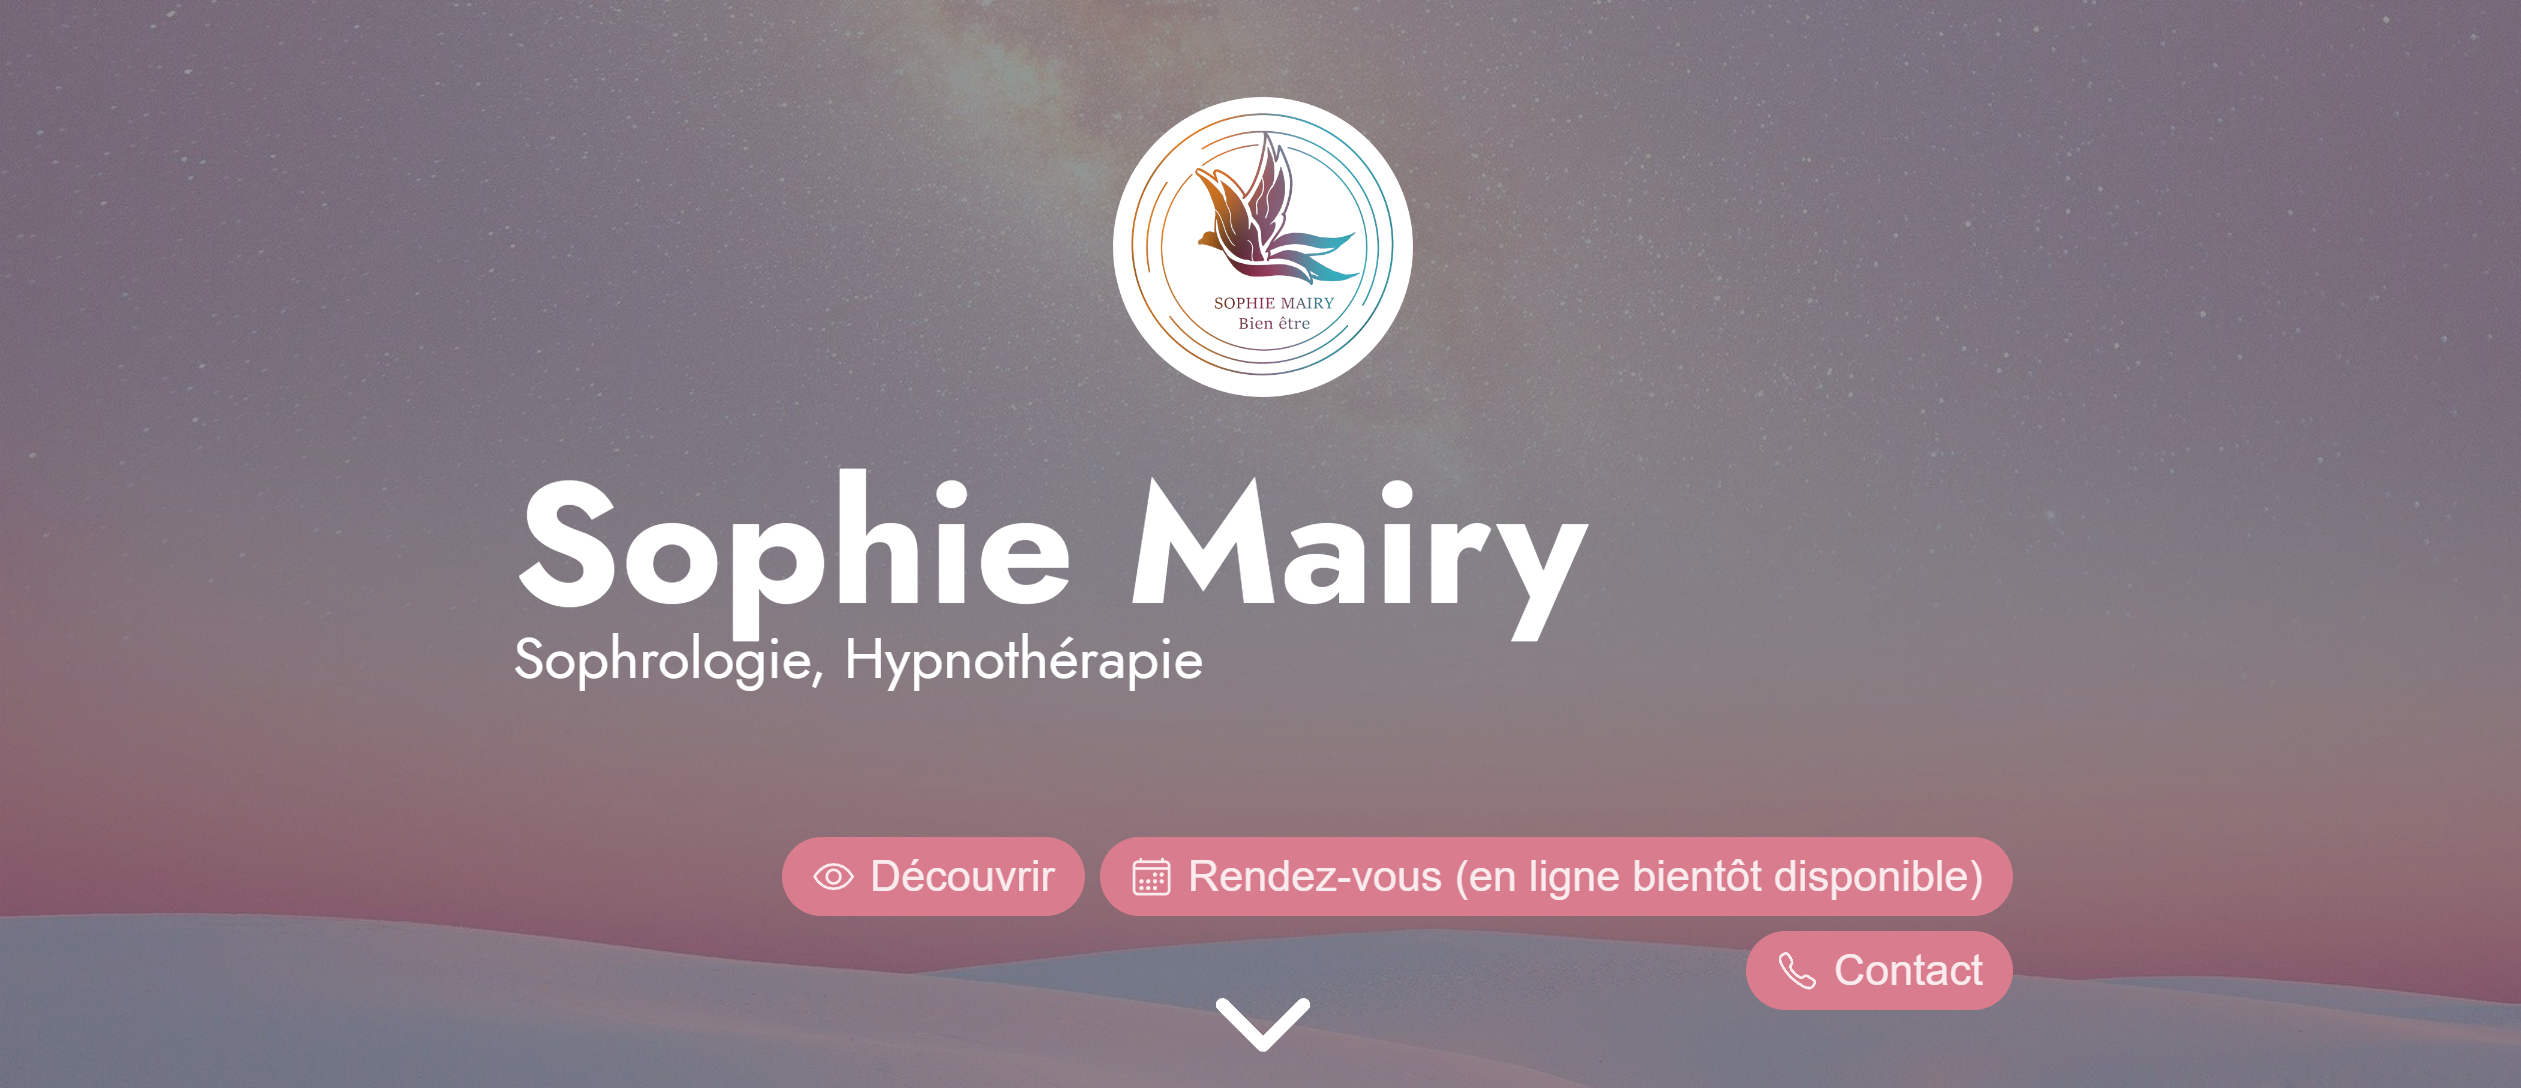 SOPHIE MAIRY
Bien être
Sophie Mairy
Sophrologie, Hypnothérapie
Découvrir
Rendez-vous (en ligne bientôt disponible)
Contact